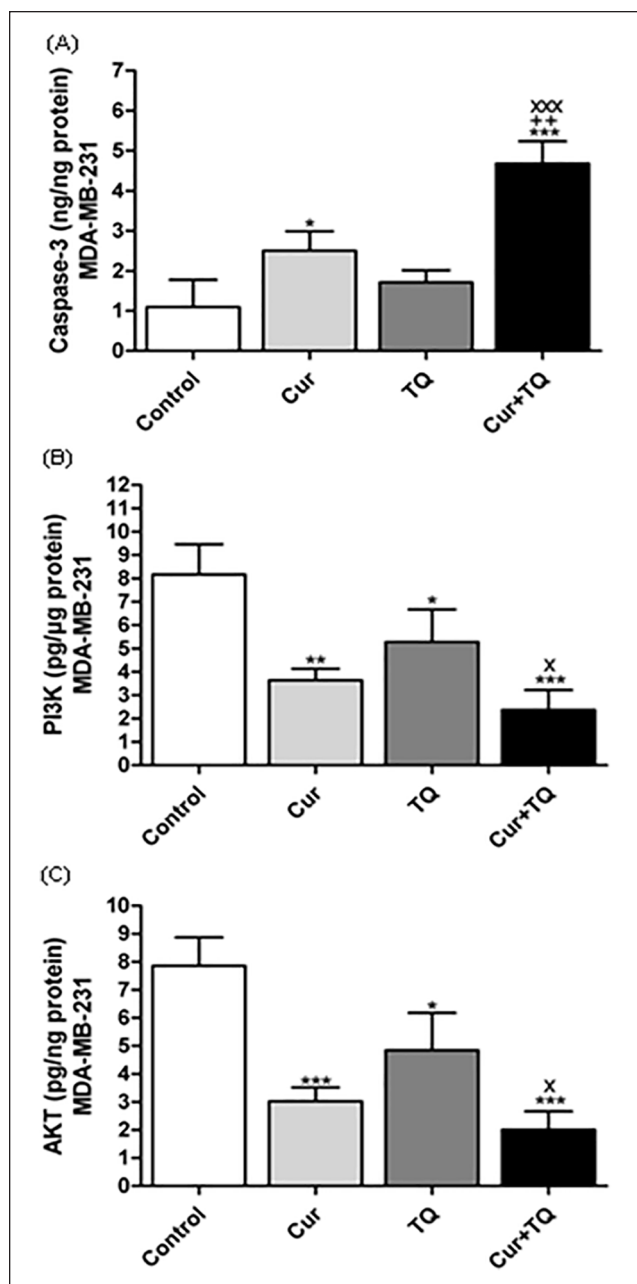 (A)
Caspase-3 (ng/ng protein)
MDA-MB-231
7
6
5
4
3
2
1
0
*
XXX
++
***
Control
Cur
TQ
Cur+TQ
(B)
PI3K (pg/µg protein)
MDA-MB-231
12
11
10
9
8
7
6
5
4
3
2
1
0
**
*
X
***
Control
Cur
TQ
Cur+TQ
(C)
AKT (pg/ng protein)
MDA-MB-231
10
9
8
7
6
5
4
3
2
1
0
***
*
X
***
Control
Cur
TQ
Cur+TQ